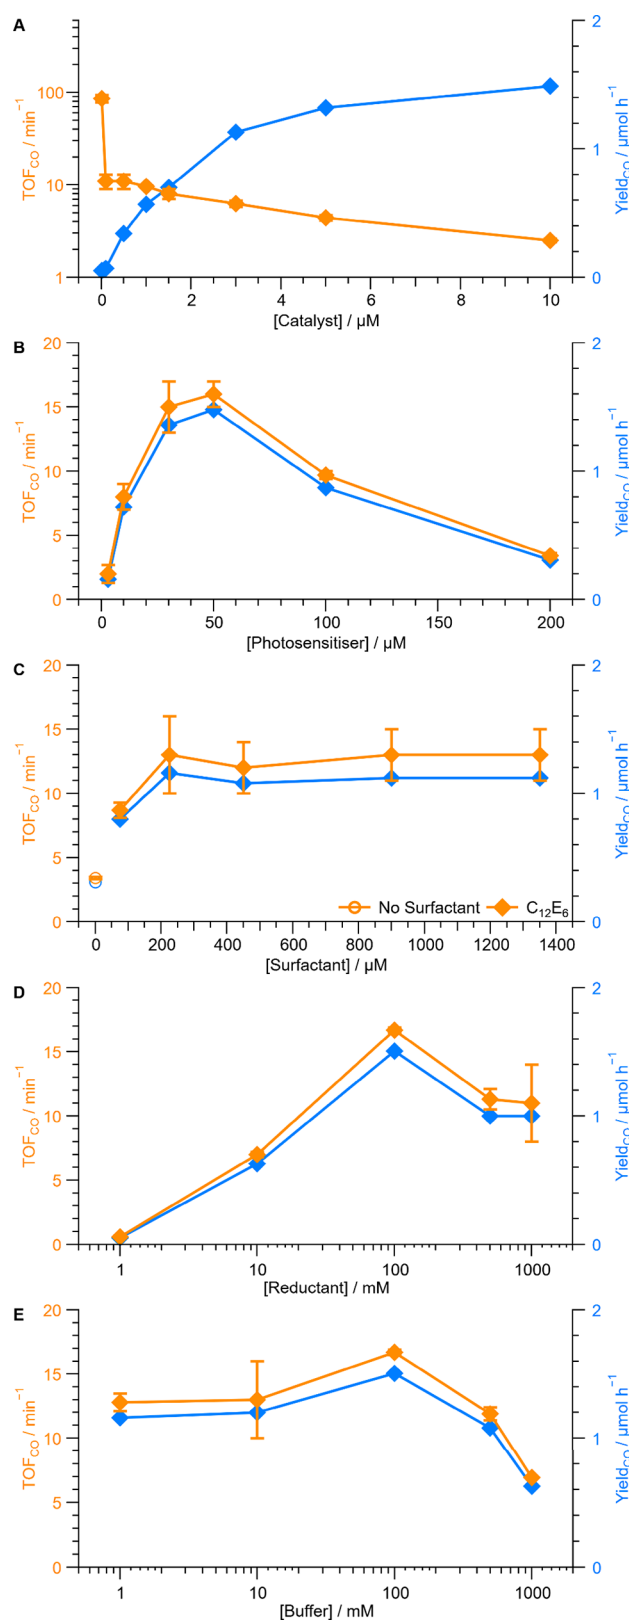 A
TOF_CO / min⁻¹
100
10
1
2
1
0
Yield_CO / µmol h⁻¹
0 2 4 6 8 10
[Catalyst] / µM
B
TOF_CO / min⁻¹
20
15
10
5
0
2
1
0
Yield_CO / µmol h⁻¹
0 50 100 150 200
[Photosensitiser] / µM
C
TOF_CO / min⁻¹
20
15
10
5
0
2
1
0
Yield_CO / µmol h⁻¹
No Surfactant C₁₂E₆
0 200 400 600 800 1000 1200 1400
[Surfactant] / µM
D
TOF_CO / min⁻¹
20
15
10
5
0
2
1
0
Yield_CO / µmol h⁻¹
1 10 100 1000
[Reductant] / mM
E
TOF_CO / min⁻¹
20
15
10
5
0
2
1
0
Yield_CO / µmol h⁻¹
1 10 100 1000
[Buffer] / mM